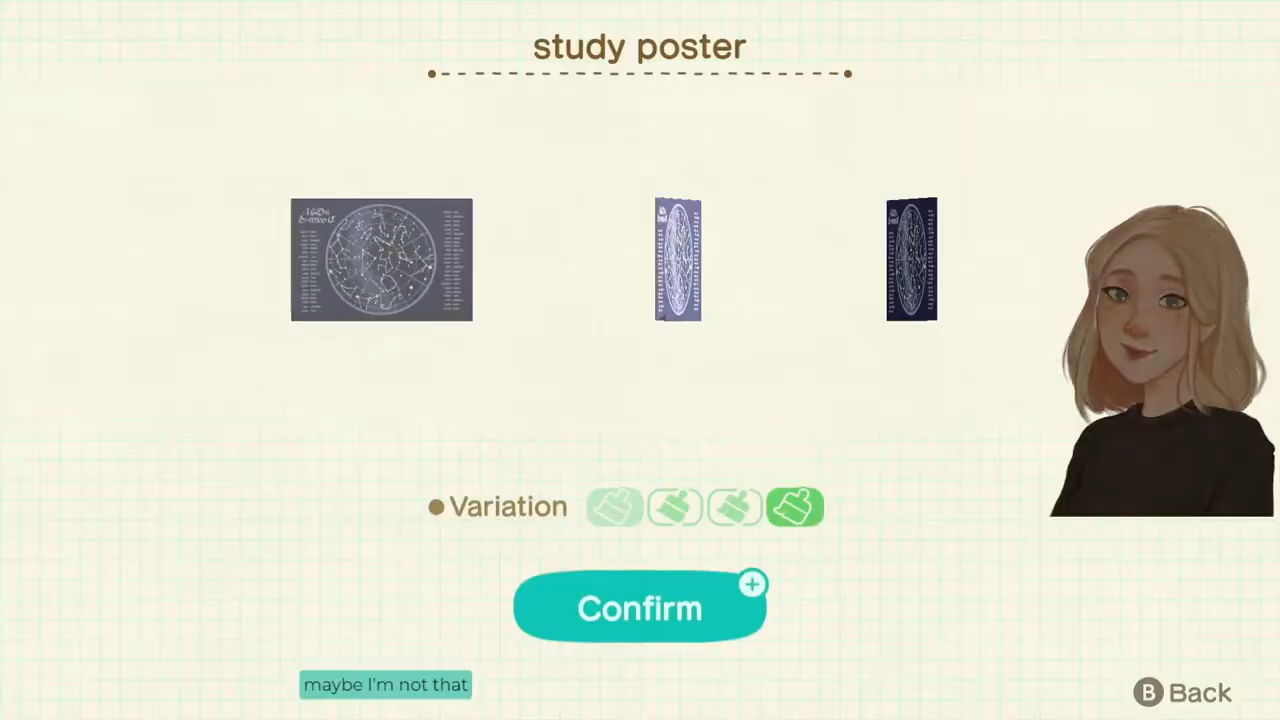 study poster
Variation
Confirm
maybe I'm not that
B Back